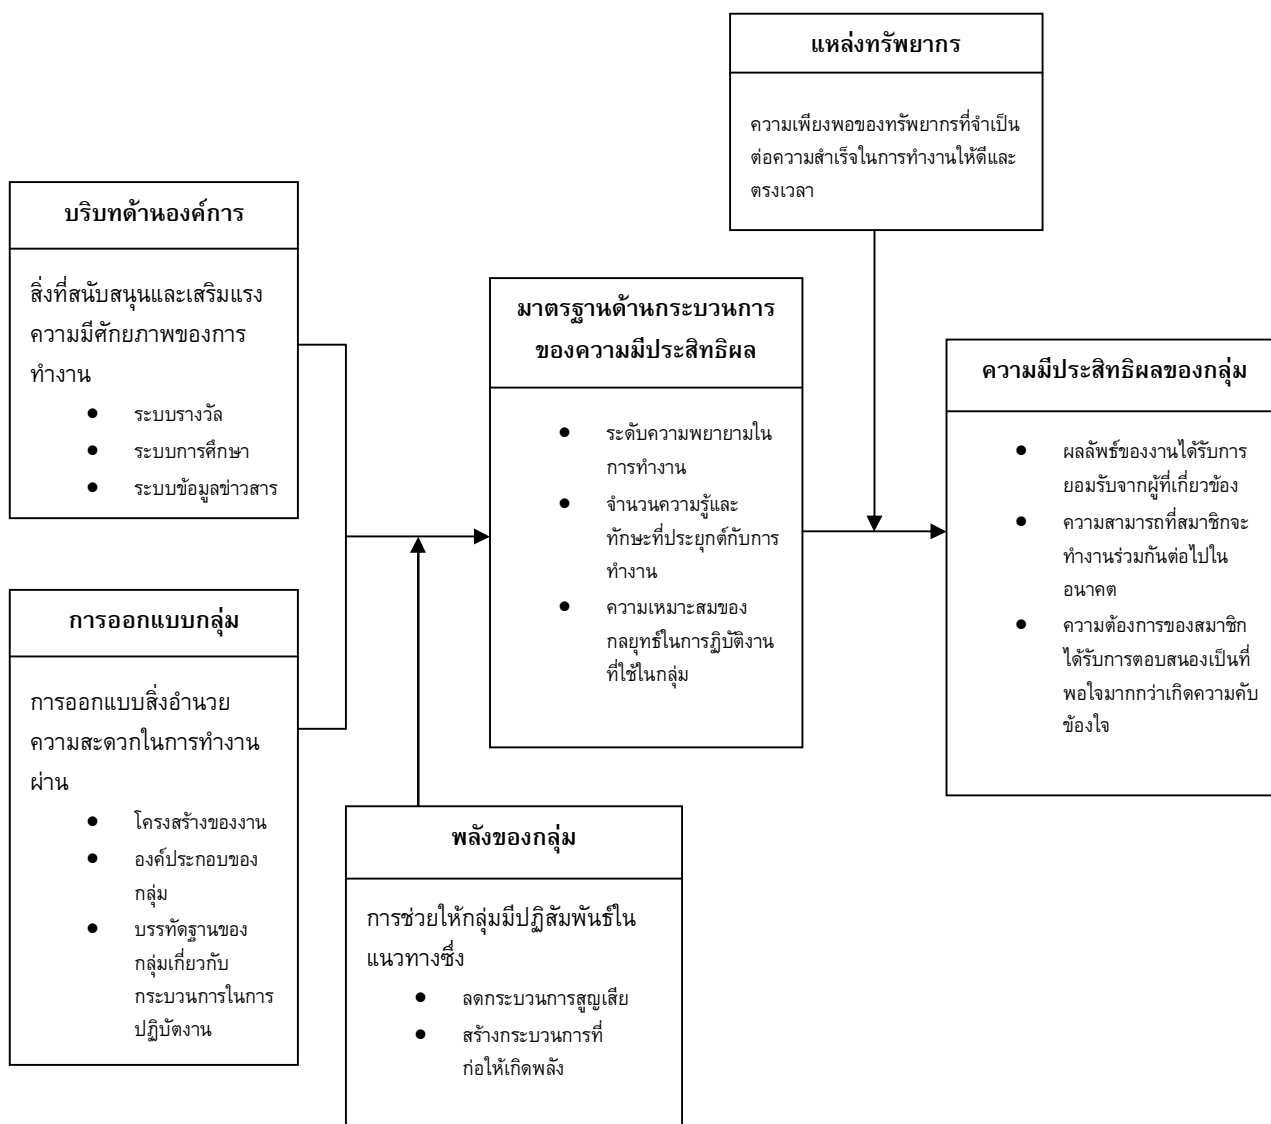 แหล่งทรัพยากร
ความเพียงพอของทรัพยากรที่จำเป็น
ต่อความสำเร็จในการทำงานให้ดีและ
ตรงเวลา
บริบทด้านองค์การ
สิ่งที่สนับสนุนและเสริมแรง
ความมีศักยภาพของการ
ทำงาน
● ระบบรางวัล
● ระบบการศึกษา
● ระบบข้อมูลข่าวสาร
การออกแบบกลุ่ม
การออกแบบสิ่งอำนวย
ความสะดวกในการทำงาน
ผ่าน
● โครงสร้างของงาน
● องค์ประกอบของ
กลุ่ม
● บรรทัดฐานของ
กลุ่มเกี่ยวกับ
กระบวนการในการ
ปฏิบัตงาน
พลังของกลุ่ม
การช่วยให้กลุ่มมีปฏิสัมพันธ์ใน
แนวทางซึ่ง
● ลดกระบวนการสูญเสีย
● สร้างกระบวนการที่
ก่อให้เกิดพลัง
มาตรฐานด้านกระบวนการ
ของความมีประสิทธิผล
● ระดับความพยายามใน
การทำงาน
● จำนวนความรู้และ
ทักษะที่ประยุกต์กับการ
ทำงาน
● ความเหมาะสมของ
กลยุทธ์ในการฏิบัติงาน
ที่ใช้ในกลุ่ม
ความมีประสิทธิผลของกลุ่ม
● ผลลัพธ์ของงานได้รับการ
ยอมรับจากผู้ที่เกี่ยวข้อง
● ความสามารถที่สมาชิกจะ
ทำงานร่วมกันต่อไปใน
อนาคต
● ความต้องการของสมาชิก
ได้รับการตอบสนองเป็นที่
พอใจมากกว่าเกิดความคับ
ข้องใจ